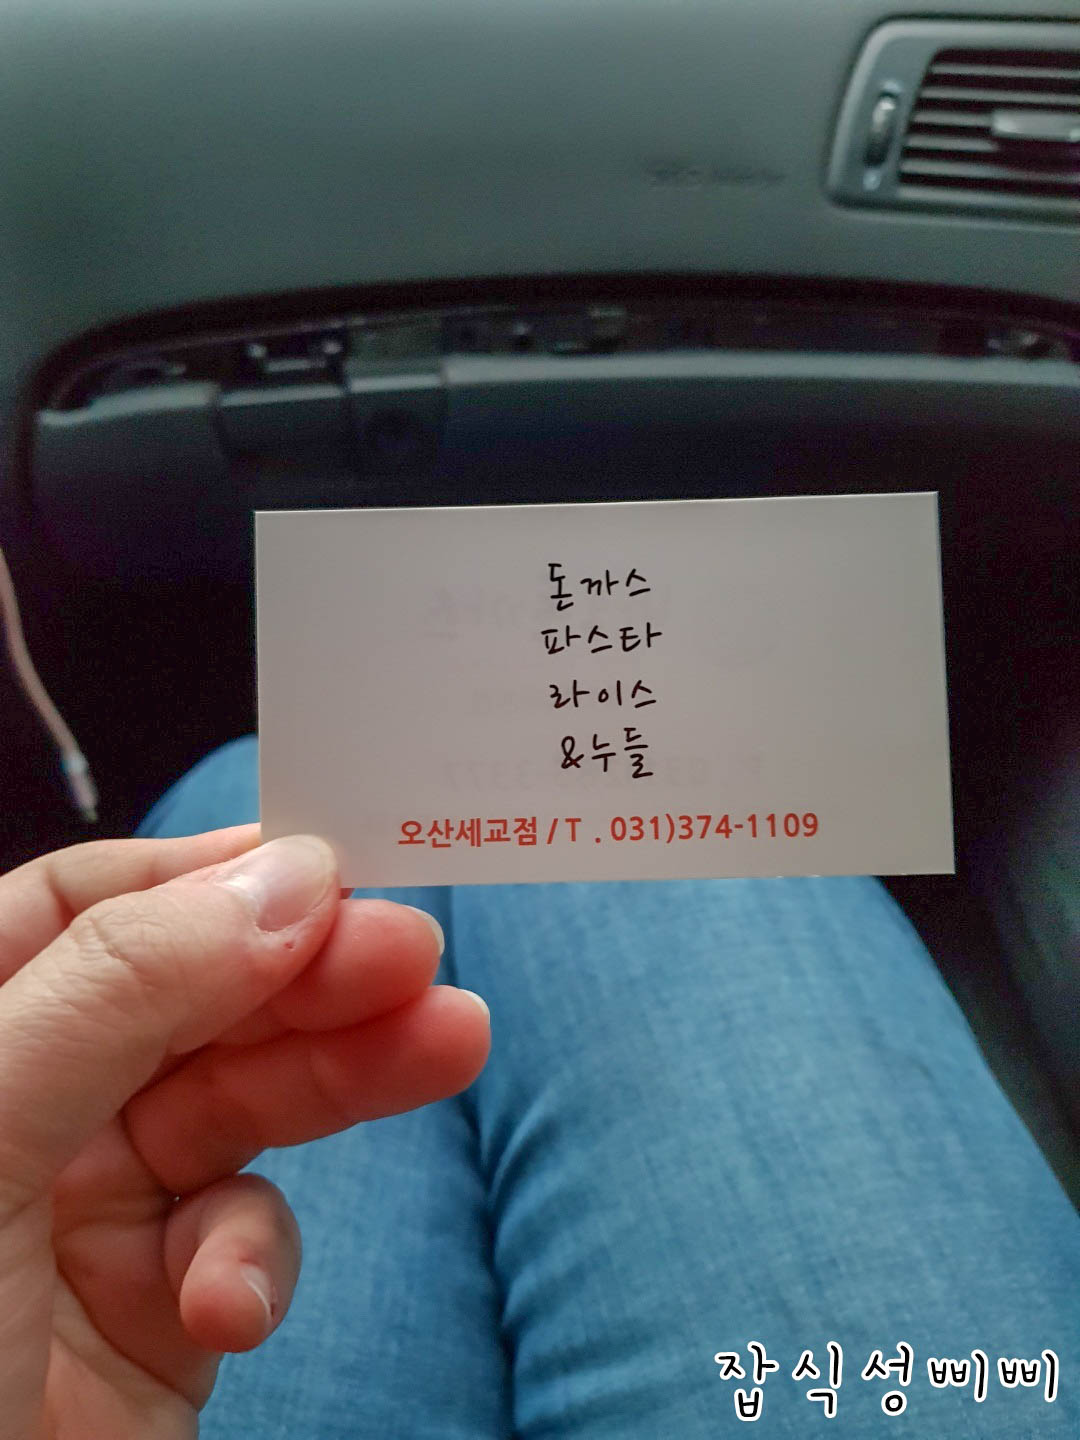 돈까스
파스타
라이스
&누들
오산세교점 / T . 031)374-1109
잡식성삐삐